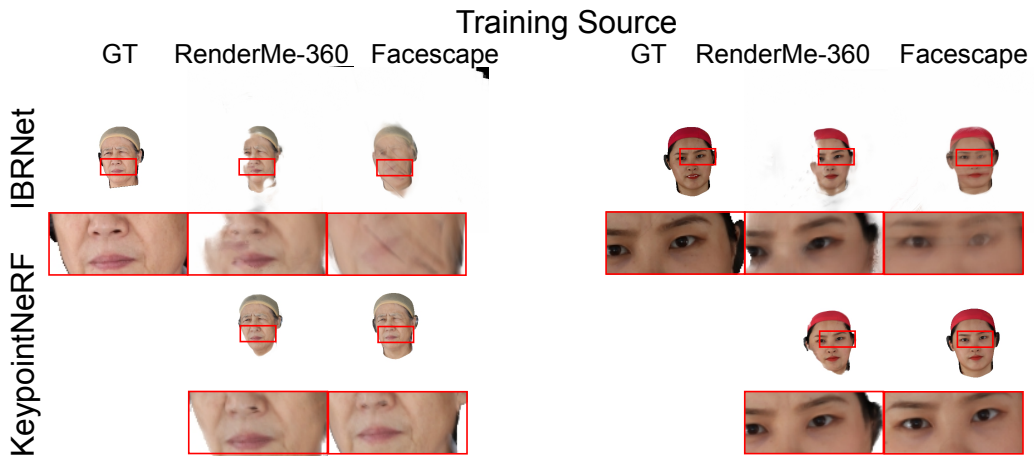 Training Source
GT RenderMe-360 Facescape GT RenderMe-360 Facescape
IBRNet
KeypointNeRF